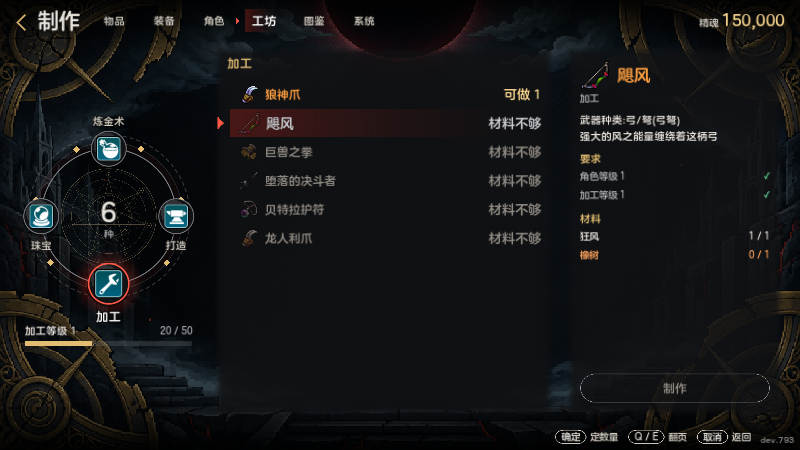 制作 物品 装备 角色 工坊 图鉴 系统 精魂 150,000
加工
狼神爪 可做 1
飓风 材料不够
巨兽之拳 材料不够
堕落的决斗者 材料不够
贝特拉护符 材料不够
龙人利爪 材料不够
炼金术
6
种
珠宝
打造
加工
加工等级 1 20 / 50
飓风
加工
武器种类:弓/弩(弓弩)
强大的风之能量缠绕着这柄弓
要求
角色等级 1
加工等级 1
材料
狂风 1 / 1
橡树 0 / 1
制作
确定 定数量 Q / E 翻页 取消 返回 dev.793